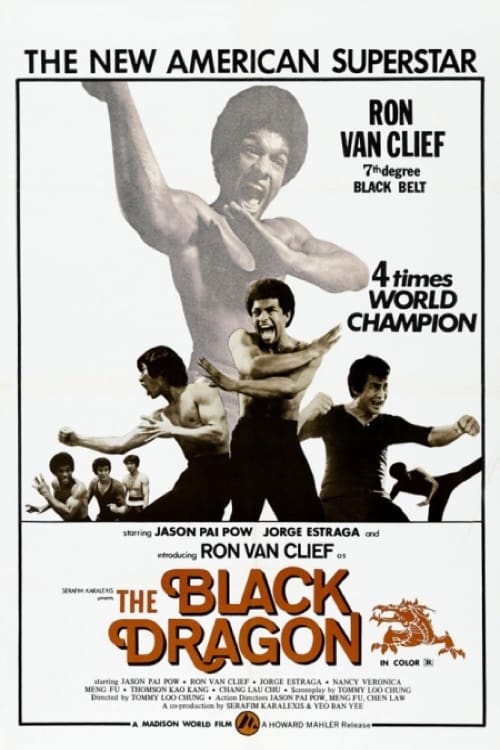 THE NEW AMERICAN SUPERSTAR
RON
VAN CLIEF
7th degree
BLACK BELT
4 times
WORLD
CHAMPION
starring JASON PAI POW JORGE ESTRAGA and
introducing RON VAN CLIEF as
SERAFIM KARALEXIS
presents
THE BLACK
DRAGON
IN COLOR R
starring JASON PAI POW • RON VAN CLIEF • JORGE ESTRAGA • NANCY VERONICA
MENG FU • THOMSON KAO KANG • CHANG LAU CHU • Screenplay by TOMMY LOO CHUNG
Directed by TOMMY LOO CHUNG • Action Directors JASON PAI POW, MENG FU, CHEN LAW
A co-production by SERAFIM KARALEXIS & YEO BAN YEE
A MADISON WORLD FILM A HOWARD MAHLER Release